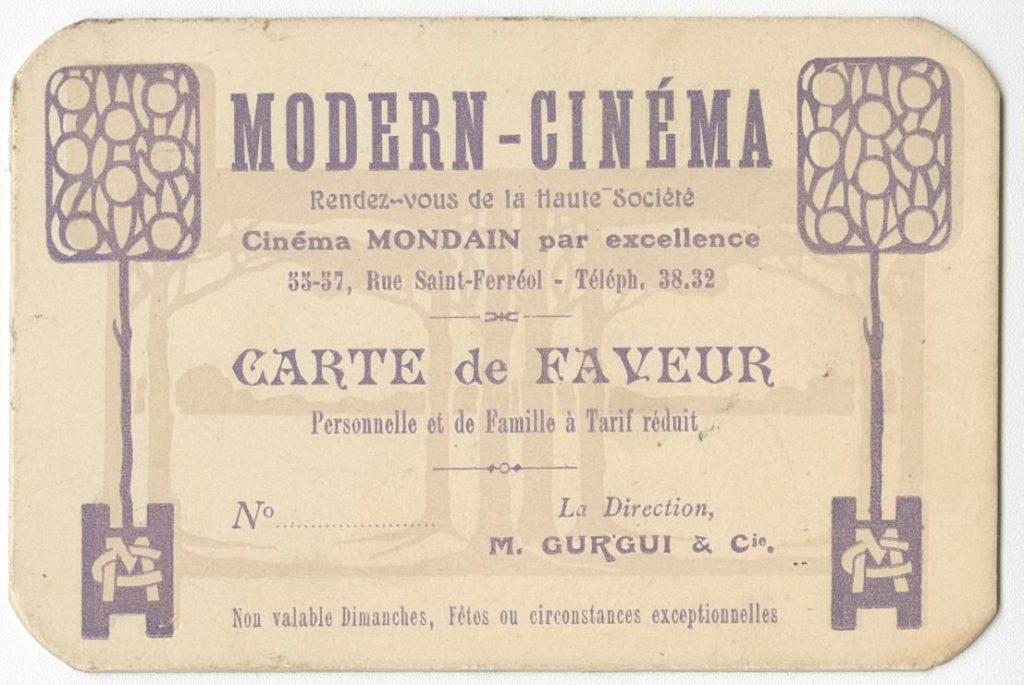 MODERN-CINÉMA
Rendez-vous de la Haute Société
Cinéma MONDAIN par excellence
55-57, Rue Saint-Ferréol - Téléph. 38.32
CARTE de FAVEUR
Personnelle et de Famille à Tarif réduit
No ......................
La Direction,
M. GURGUI & Cie.
Non valable Dimanches, Fêtes ou circonstances exceptionnelles